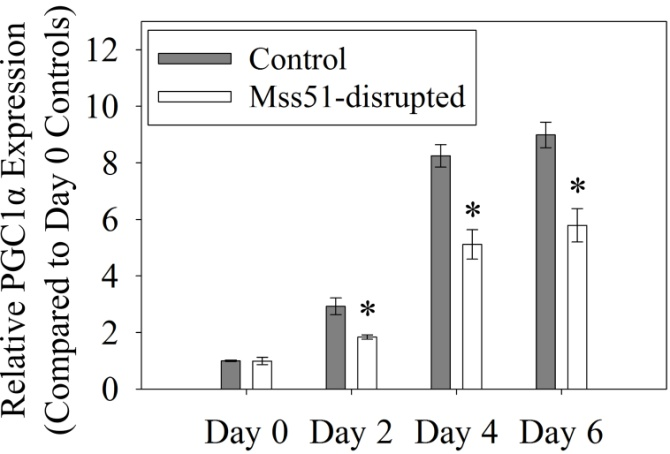 Relative PGC1α Expression
(Compared to Day 0 Controls)
12
10
8
6
4
2
0
Control
Mss51-disrupted
*
*
*
Day 0 Day 2 Day 4 Day 6